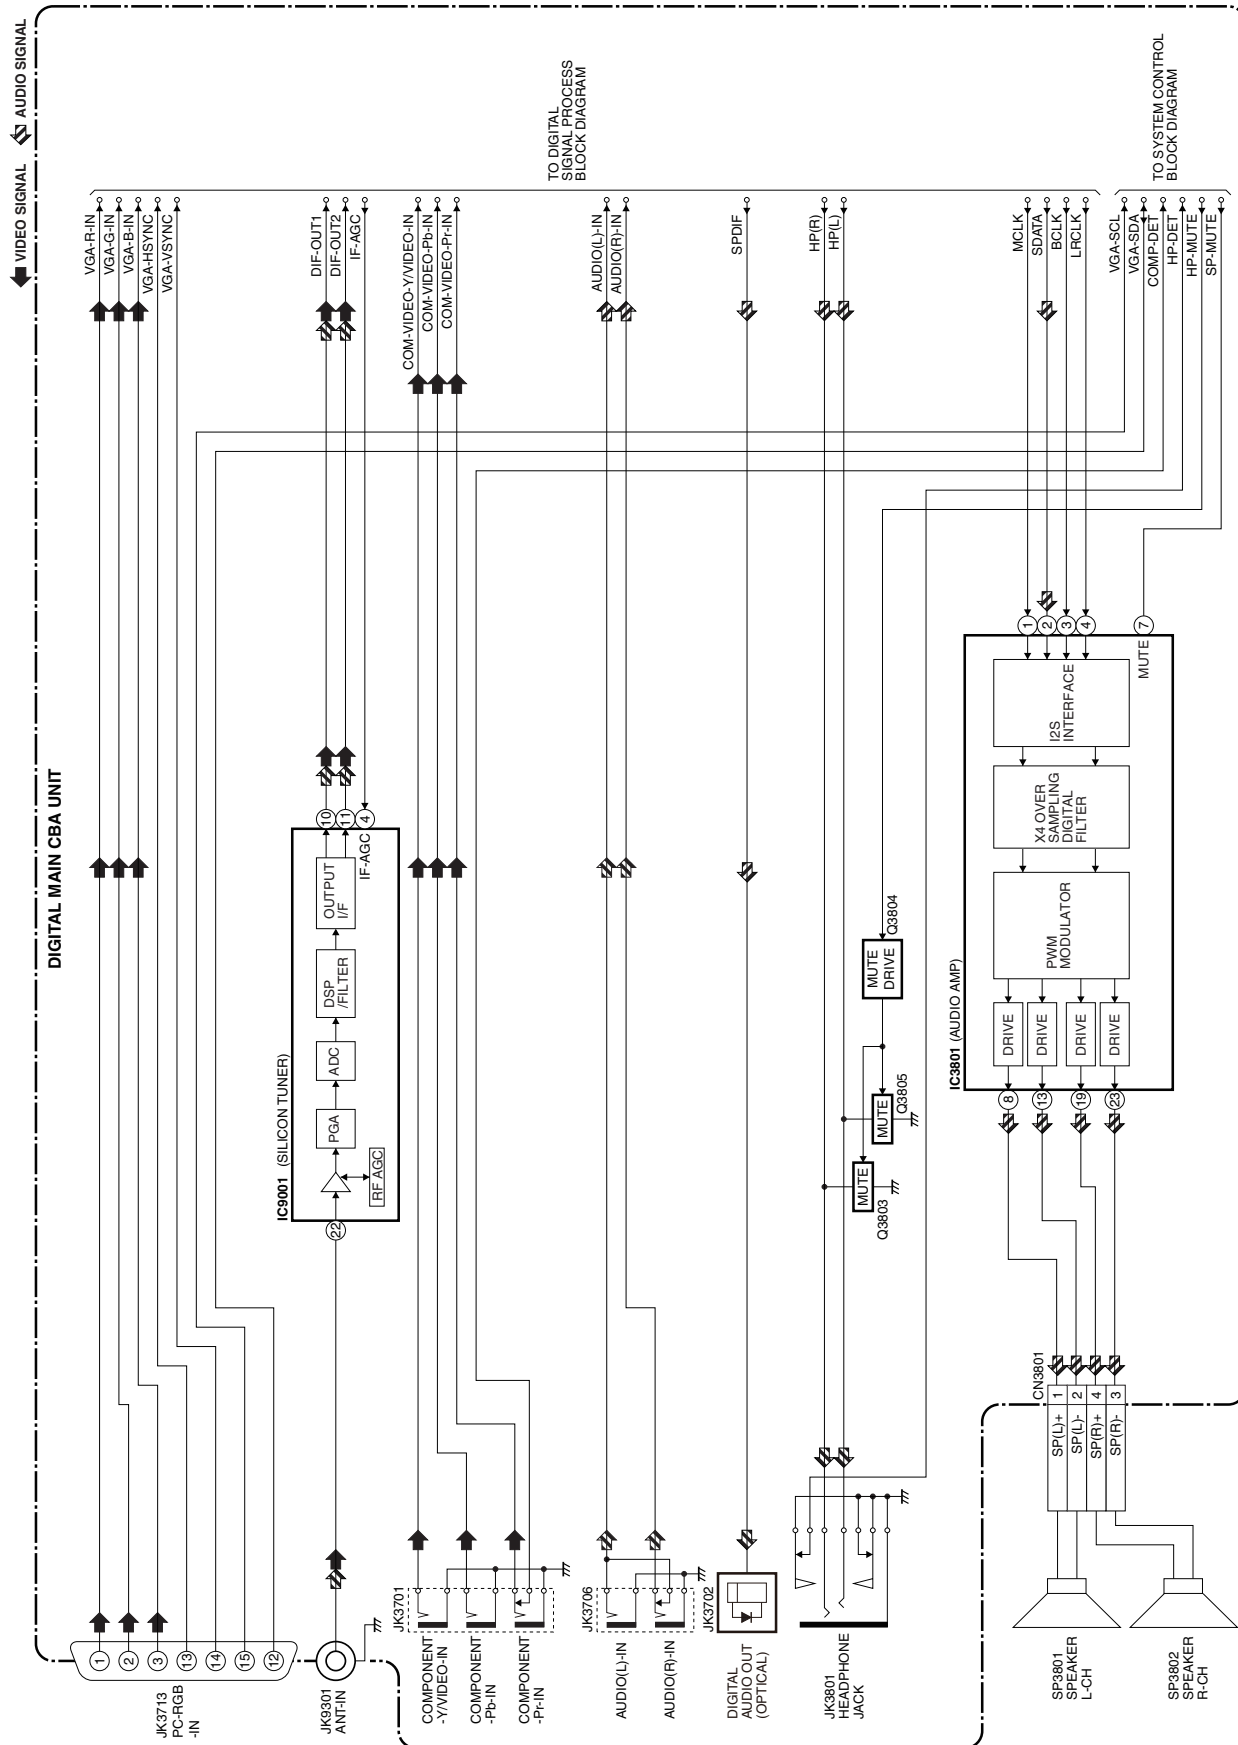 VIDEO SIGNAL
AUDIO SIGNAL
DIGITAL MAIN CBA UNIT
VGA-R-IN
VGA-G-IN
VGA-B-IN
VGA-HSYNC
VGA-VSYNC
DIF-OUT1
DIF-OUT2
IF-AGC
COM-VIDEO-Y/VIDEO-IN
COM-VIDEO-Pb-IN
COM-VIDEO-Pr-IN
AUDIO(L)-IN
AUDIO(R)-IN
SPDIF
HP(R)
HP(L)
MCLK
SDATA
BCLK
LRCLK
TO DIGITAL
SIGNAL PROCESS
BLOCK DIAGRAM
VGA-SCL
VGA-SDA
COMP-DET
HP-DET
HP-MUTE
SP-MUTE
TO SYSTEM CONTROL
BLOCK DIAGRAM
IC9001 (SILICON TUNER)
22
RF AGC
PGA
ADC
DSP
/FILTER
OUTPUT
I/F
10
11
4
IF-AGC
MUTE
Q3803
MUTE
Q3805
MUTE
DRIVE
Q3804
IC3801 (AUDIO AMP)
8
13
19
23
DRIVE
DRIVE
DRIVE
DRIVE
PWM
MODULATOR
X4 OVER
SAMPLING
DIGITAL
FILTER
I2S
INTERFACE
1
2
3
4
7
MUTE
JK3713
PC-RGB
-IN
1
2
3
13
14
15
12
JK9301
ANT-IN
JK3701
COMPONENT
-Y/VIDEO-IN
COMPONENT
-Pb-IN
COMPONENT
-Pr-IN
JK3706
AUDIO(L)-IN
AUDIO(R)-IN
JK3702
DIGITAL
AUDIO OUT
(OPTICAL)
JK3801
HEADPHONE
JACK
CN3801
SP(L)+ 1
SP(L)- 2
SP(R)+ 4
SP(R)- 3
SP3801
SPEAKER
L-CH
SP3802
SPEAKER
R-CH